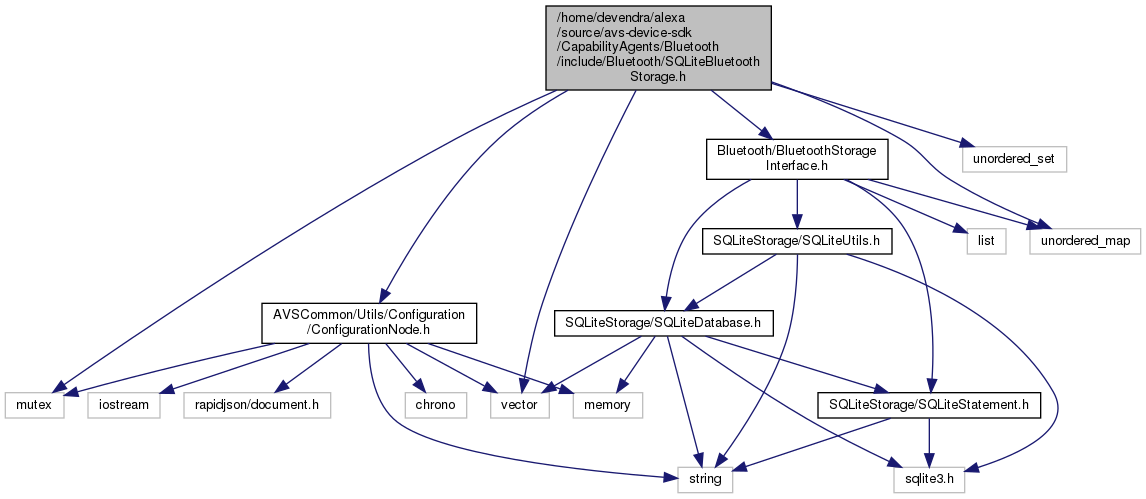 /home/devendra/alexa
/source/avs-device-sdk
/CapabilityAgents/Bluetooth
/include/Bluetooth/SQLiteBluetooth
Storage.h
Bluetooth/BluetoothStorage
Interface.h
unordered_set
SQLiteStorage/SQLiteUtils.h
list
unordered_map
AVSCommon/Utils/Configuration
/ConfigurationNode.h
SQLiteStorage/SQLiteDatabase.h
mutex
iostream
rapidjson/document.h
chrono
vector
memory
SQLiteStorage/SQLiteStatement.h
string
sqlite3.h